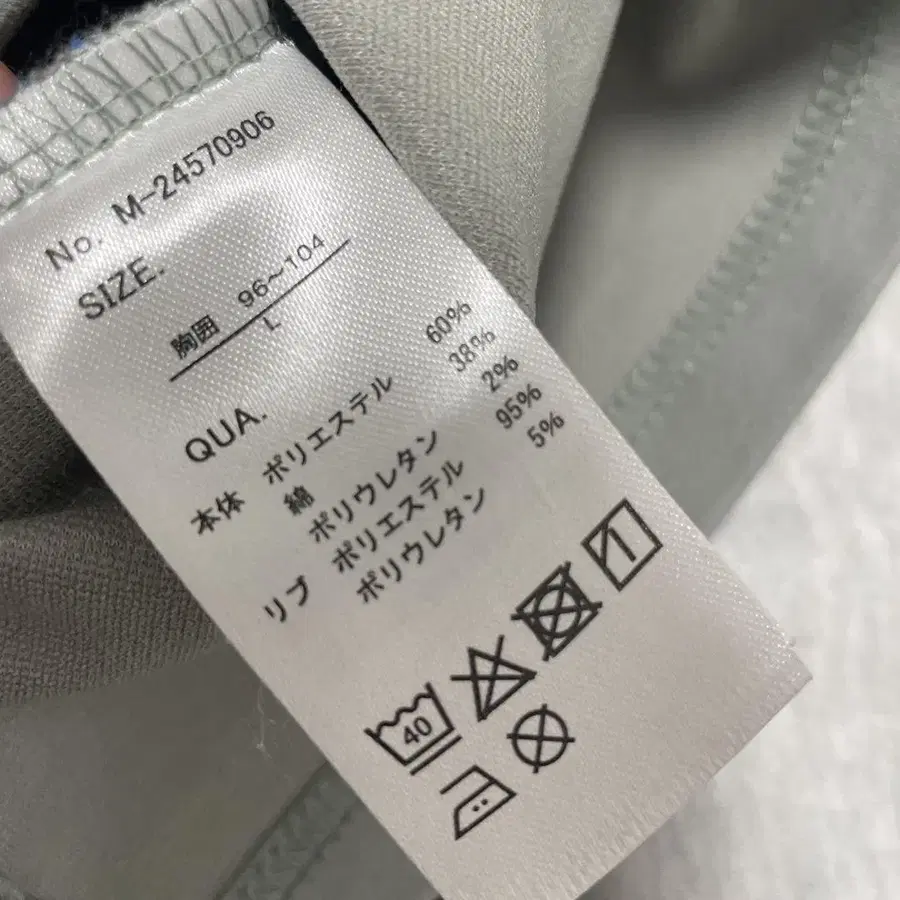 No. M-24570906
SIZE.
胸囲 96～104
L
QUA.
本体 ポリエステル 60%
綿 38%
ポリウレタン 2%
リブ ポリエステル 95%
ポリウレタン 5%
40